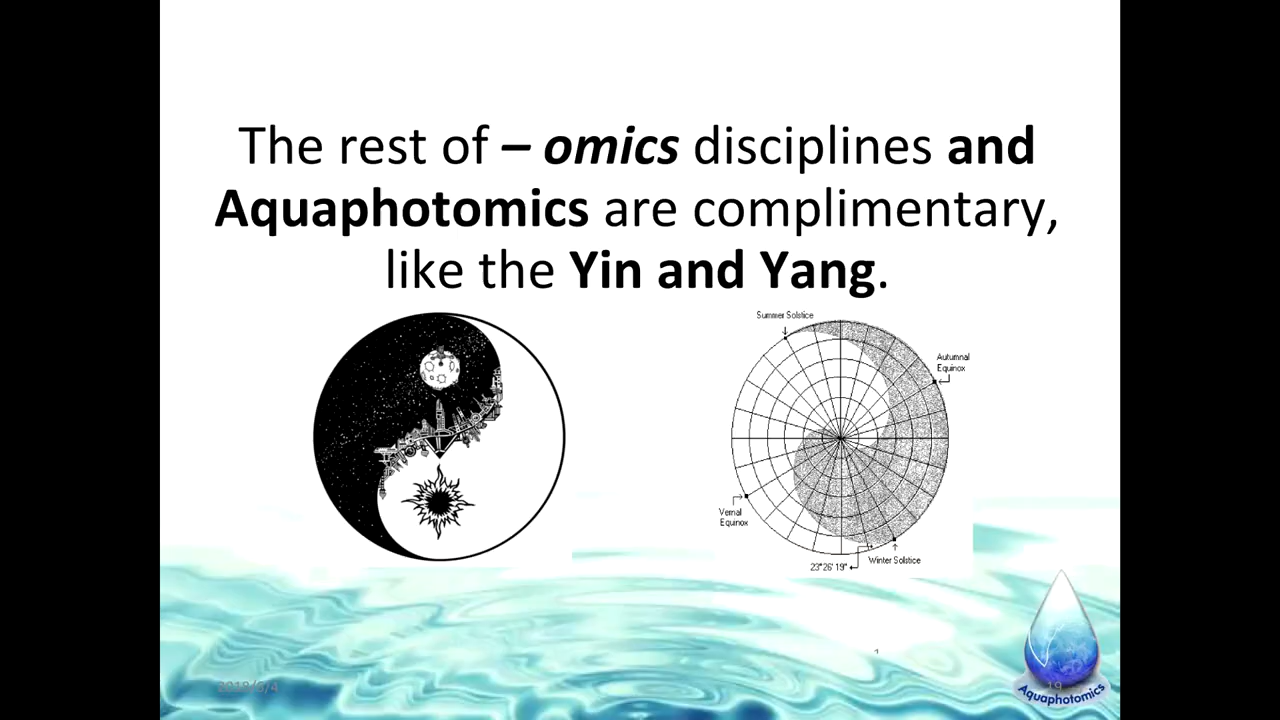 The rest of – omics disciplines and
Aquaphotomics are complimentary,
like the Yin and Yang.
Summer Solstice
Autumnal
Equinox
Vernal
Equinox
Winter Solstice
23°26' 19"
19
Aquaphotomics